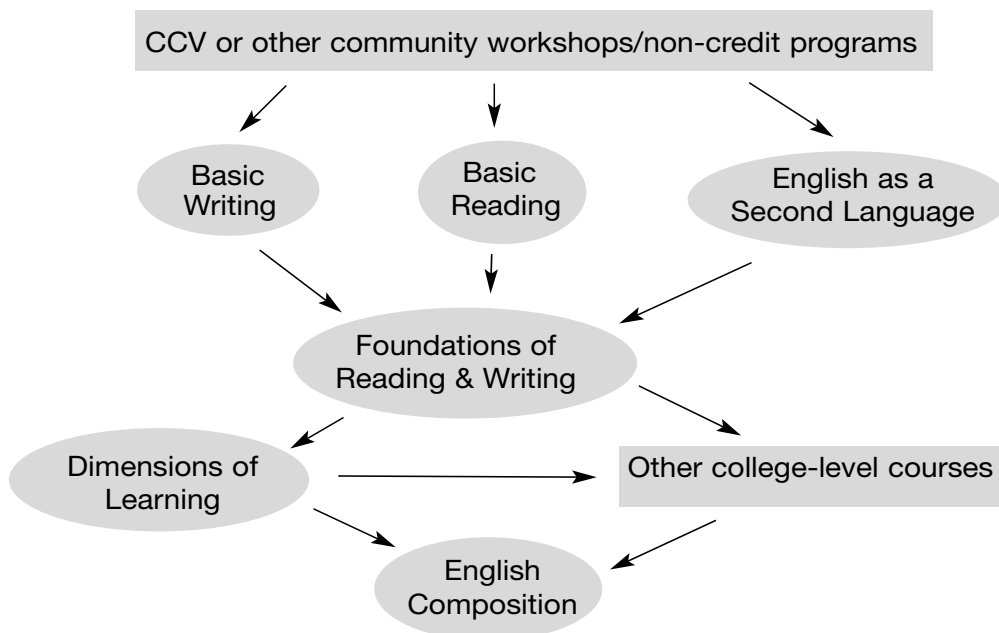 CCV or other community workshops/non-credit programs
Basic
Writing
Basic
Reading
English as a
Second Language
Foundations of
Reading & Writing
Dimensions of
Learning
Other college-level courses
English
Composition